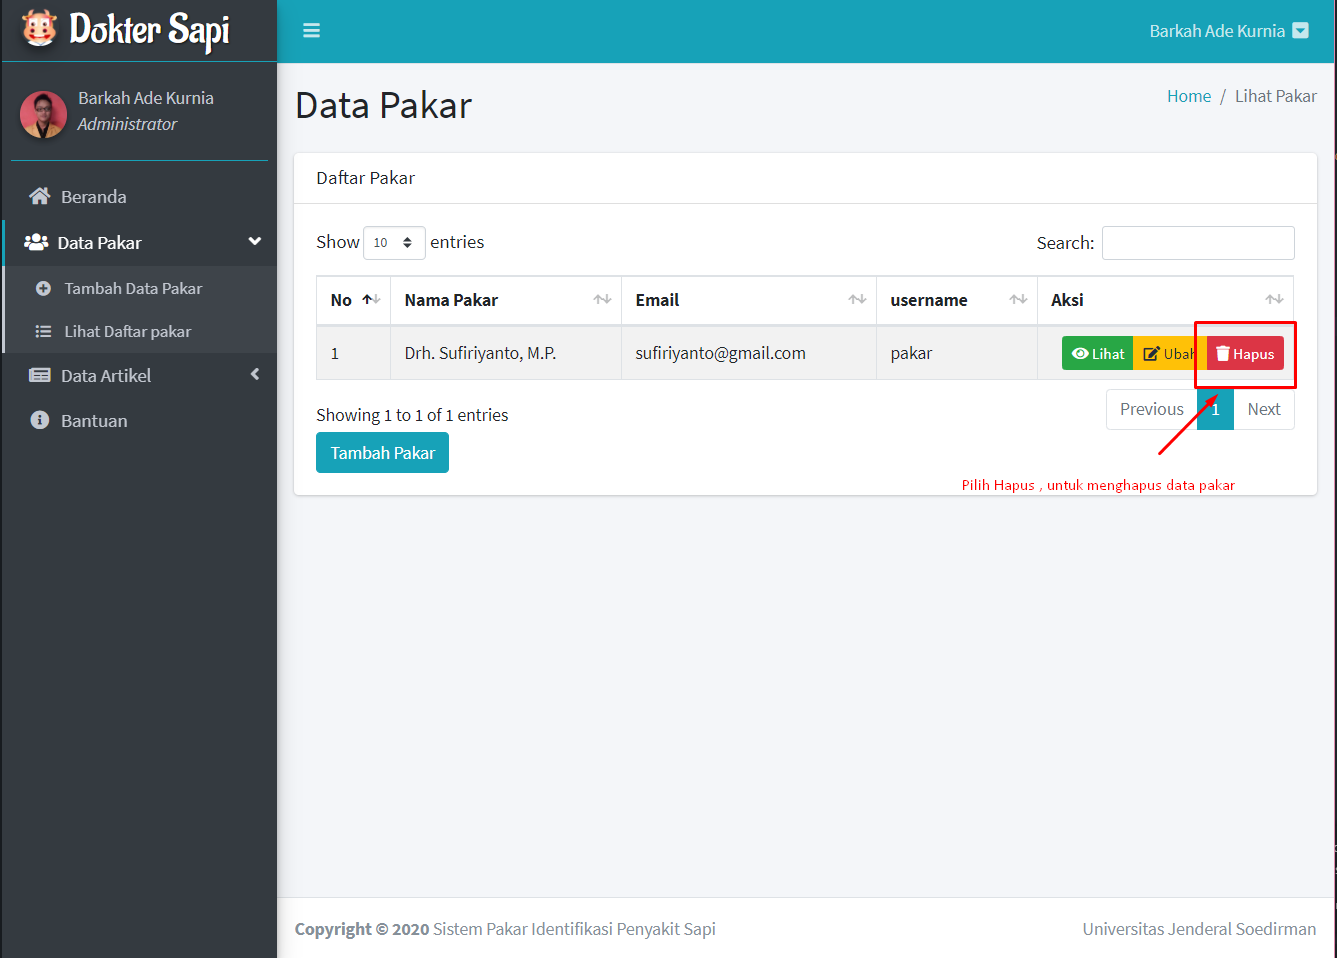 Dokter Sapi
Barkah Ade Kurnia
Barkah Ade Kurnia
Administrator
Beranda
Data Pakar
Tambah Data Pakar
Lihat Daftar pakar
Data Artikel
Bantuan
Data Pakar
Home / Lihat Pakar
Daftar Pakar
Show 10 entries
Search:
No Nama Pakar Email username Aksi
1 Drh. Sufiriyanto, M.P. sufiriyanto@gmail.com pakar Lihat Ubah Hapus
Showing 1 to 1 of 1 entries
Previous 1 Next
Tambah Pakar
Pilih Hapus , untuk menghapus data pakar
Copyright © 2020 Sistem Pakar Identifikasi Penyakit Sapi
Universitas Jenderal Soedirman